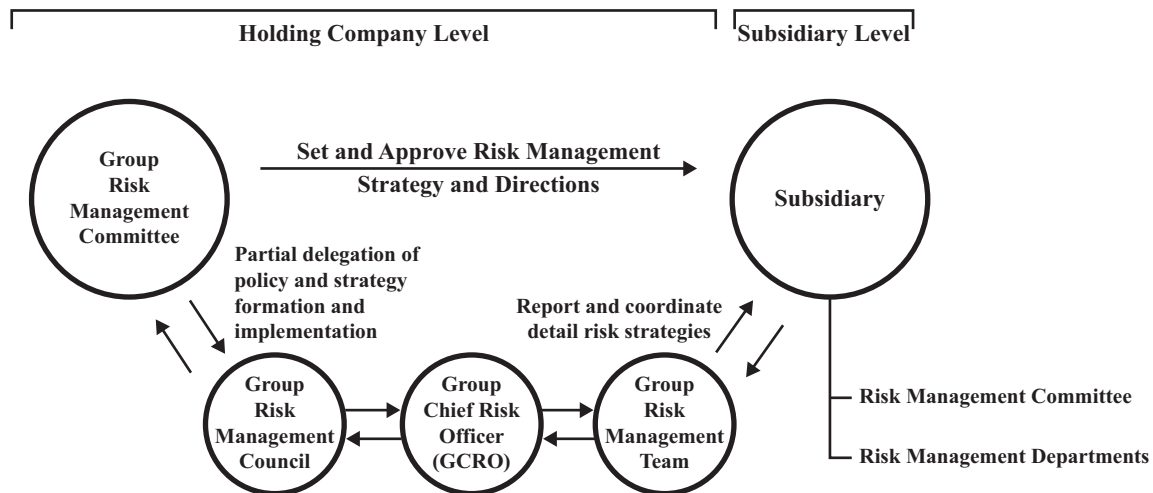 Holding Company Level
Subsidiary Level
Group
Risk
Management
Committee
Set and Approve Risk Management
Strategy and Directions
Subsidiary
Partial delegation of
policy and strategy
formation and
implementation
Report and coordinate
detail risk strategies
Group
Risk
Management
Council
Group
Chief Risk
Officer
(GCRO)
Group
Risk
Management
Team
Risk Management Committee
Risk Management Departments